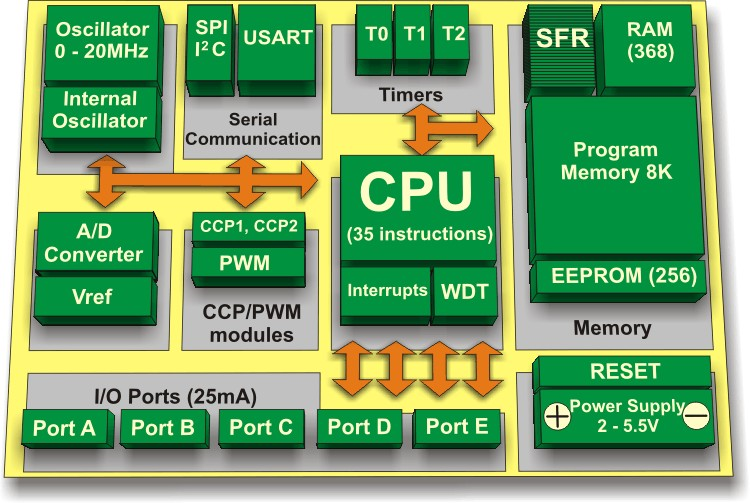 Oscillator
0 - 20MHz
Internal
Oscillator
SPI
I²C
USART
Serial
Communication
T0
T1
T2
Timers
SFR
RAM
(368)
Program
Memory 8K
EEPROM (256)
Memory
CPU
(35 instructions)
Interrupts
WDT
A/D
Converter
Vref
CCP1, CCP2
PWM
CCP/PWM
modules
I/O Ports (25mA)
Port A
Port B
Port C
Port D
Port E
RESET
+
Power Supply
2 - 5.5V
−